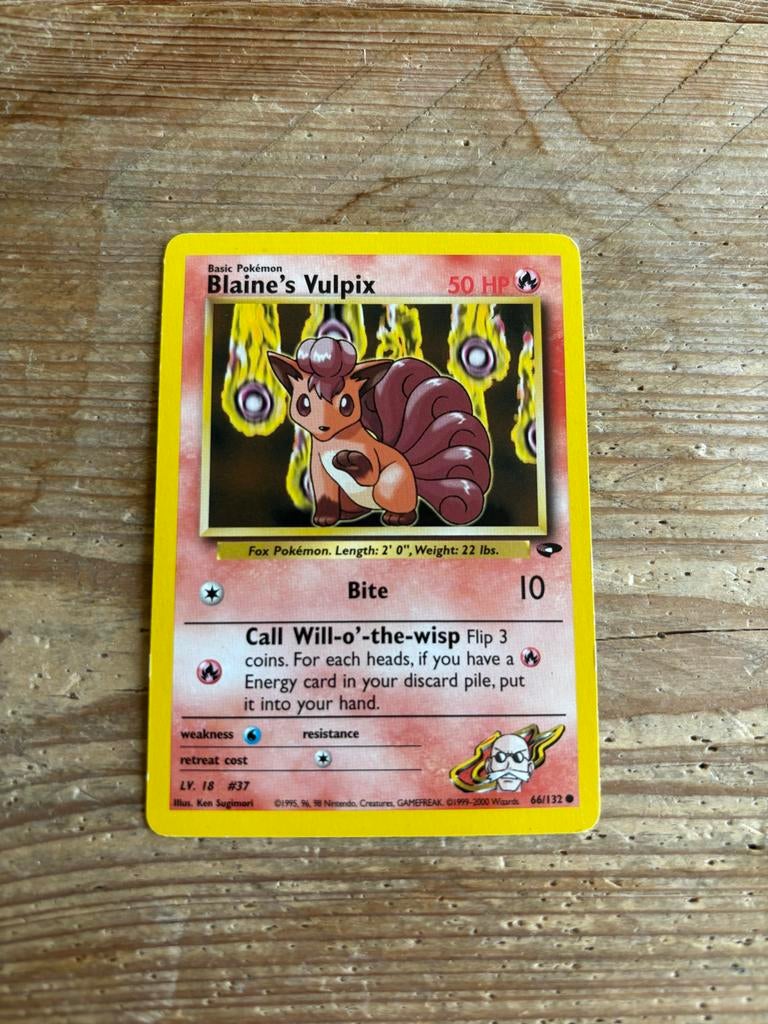 Basic Pokémon
Blaine's Vulpix 50 HP
Fox Pokémon. Length: 2' 0", Weight: 22 lbs.
Bite 10
Call Will-o'-the-wisp Flip 3
coins. For each heads, if you have a
Energy card in your discard pile, put
it into your hand.
weakness resistance
retreat cost
LV. 18 #37
Illus. Ken Sugimori ©1995, 96, 98 Nintendo, Creatures, GAMEFREAK. ©1999-2000 Wizards. 66/132